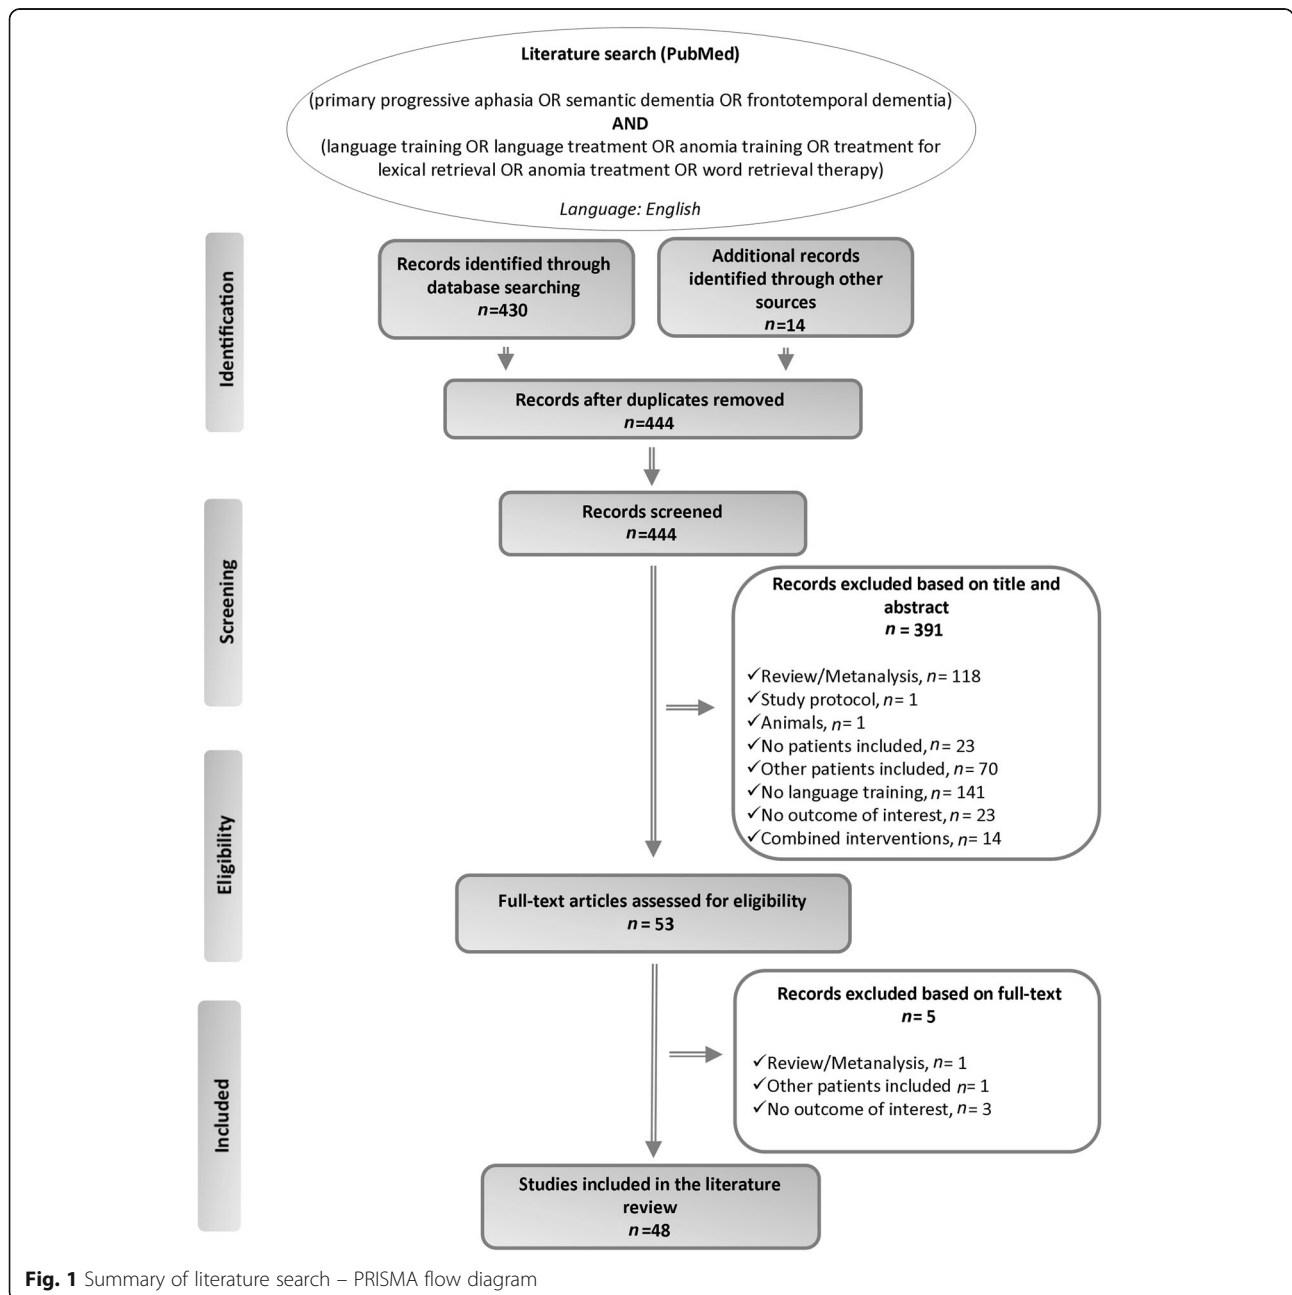 Literature search (PubMed)
(primary progressive aphasia OR semantic dementia OR frontotemporal dementia)
AND
(language training OR language treatment OR anomia training OR treatment for
lexical retrieval OR anomia treatment OR word retrieval therapy)
Language: English
Identification
Records identified through
database searching
n=430
Additional records
identified through other
sources
n=14
Records after duplicates removed
n=444
Screening
Records screened
n=444
Records excluded based on title and
abstract
n = 391
✓Review/Metanalysis, n= 118
✓Study protocol, n= 1
✓Animals, n= 1
✓No patients included, n= 23
✓Other patients included, n= 70
✓No language training, n= 141
✓No outcome of interest, n= 23
✓Combined interventions, n= 14
Eligibility
Full-text articles assessed for eligibility
n= 53
Records excluded based on full-text
n= 5
✓Review/Metanalysis, n= 1
✓Other patients included n= 1
✓No outcome of interest, n= 3
Included
Studies included in the literature
review
n=48
Fig. 1 Summary of literature search – PRISMA flow diagram